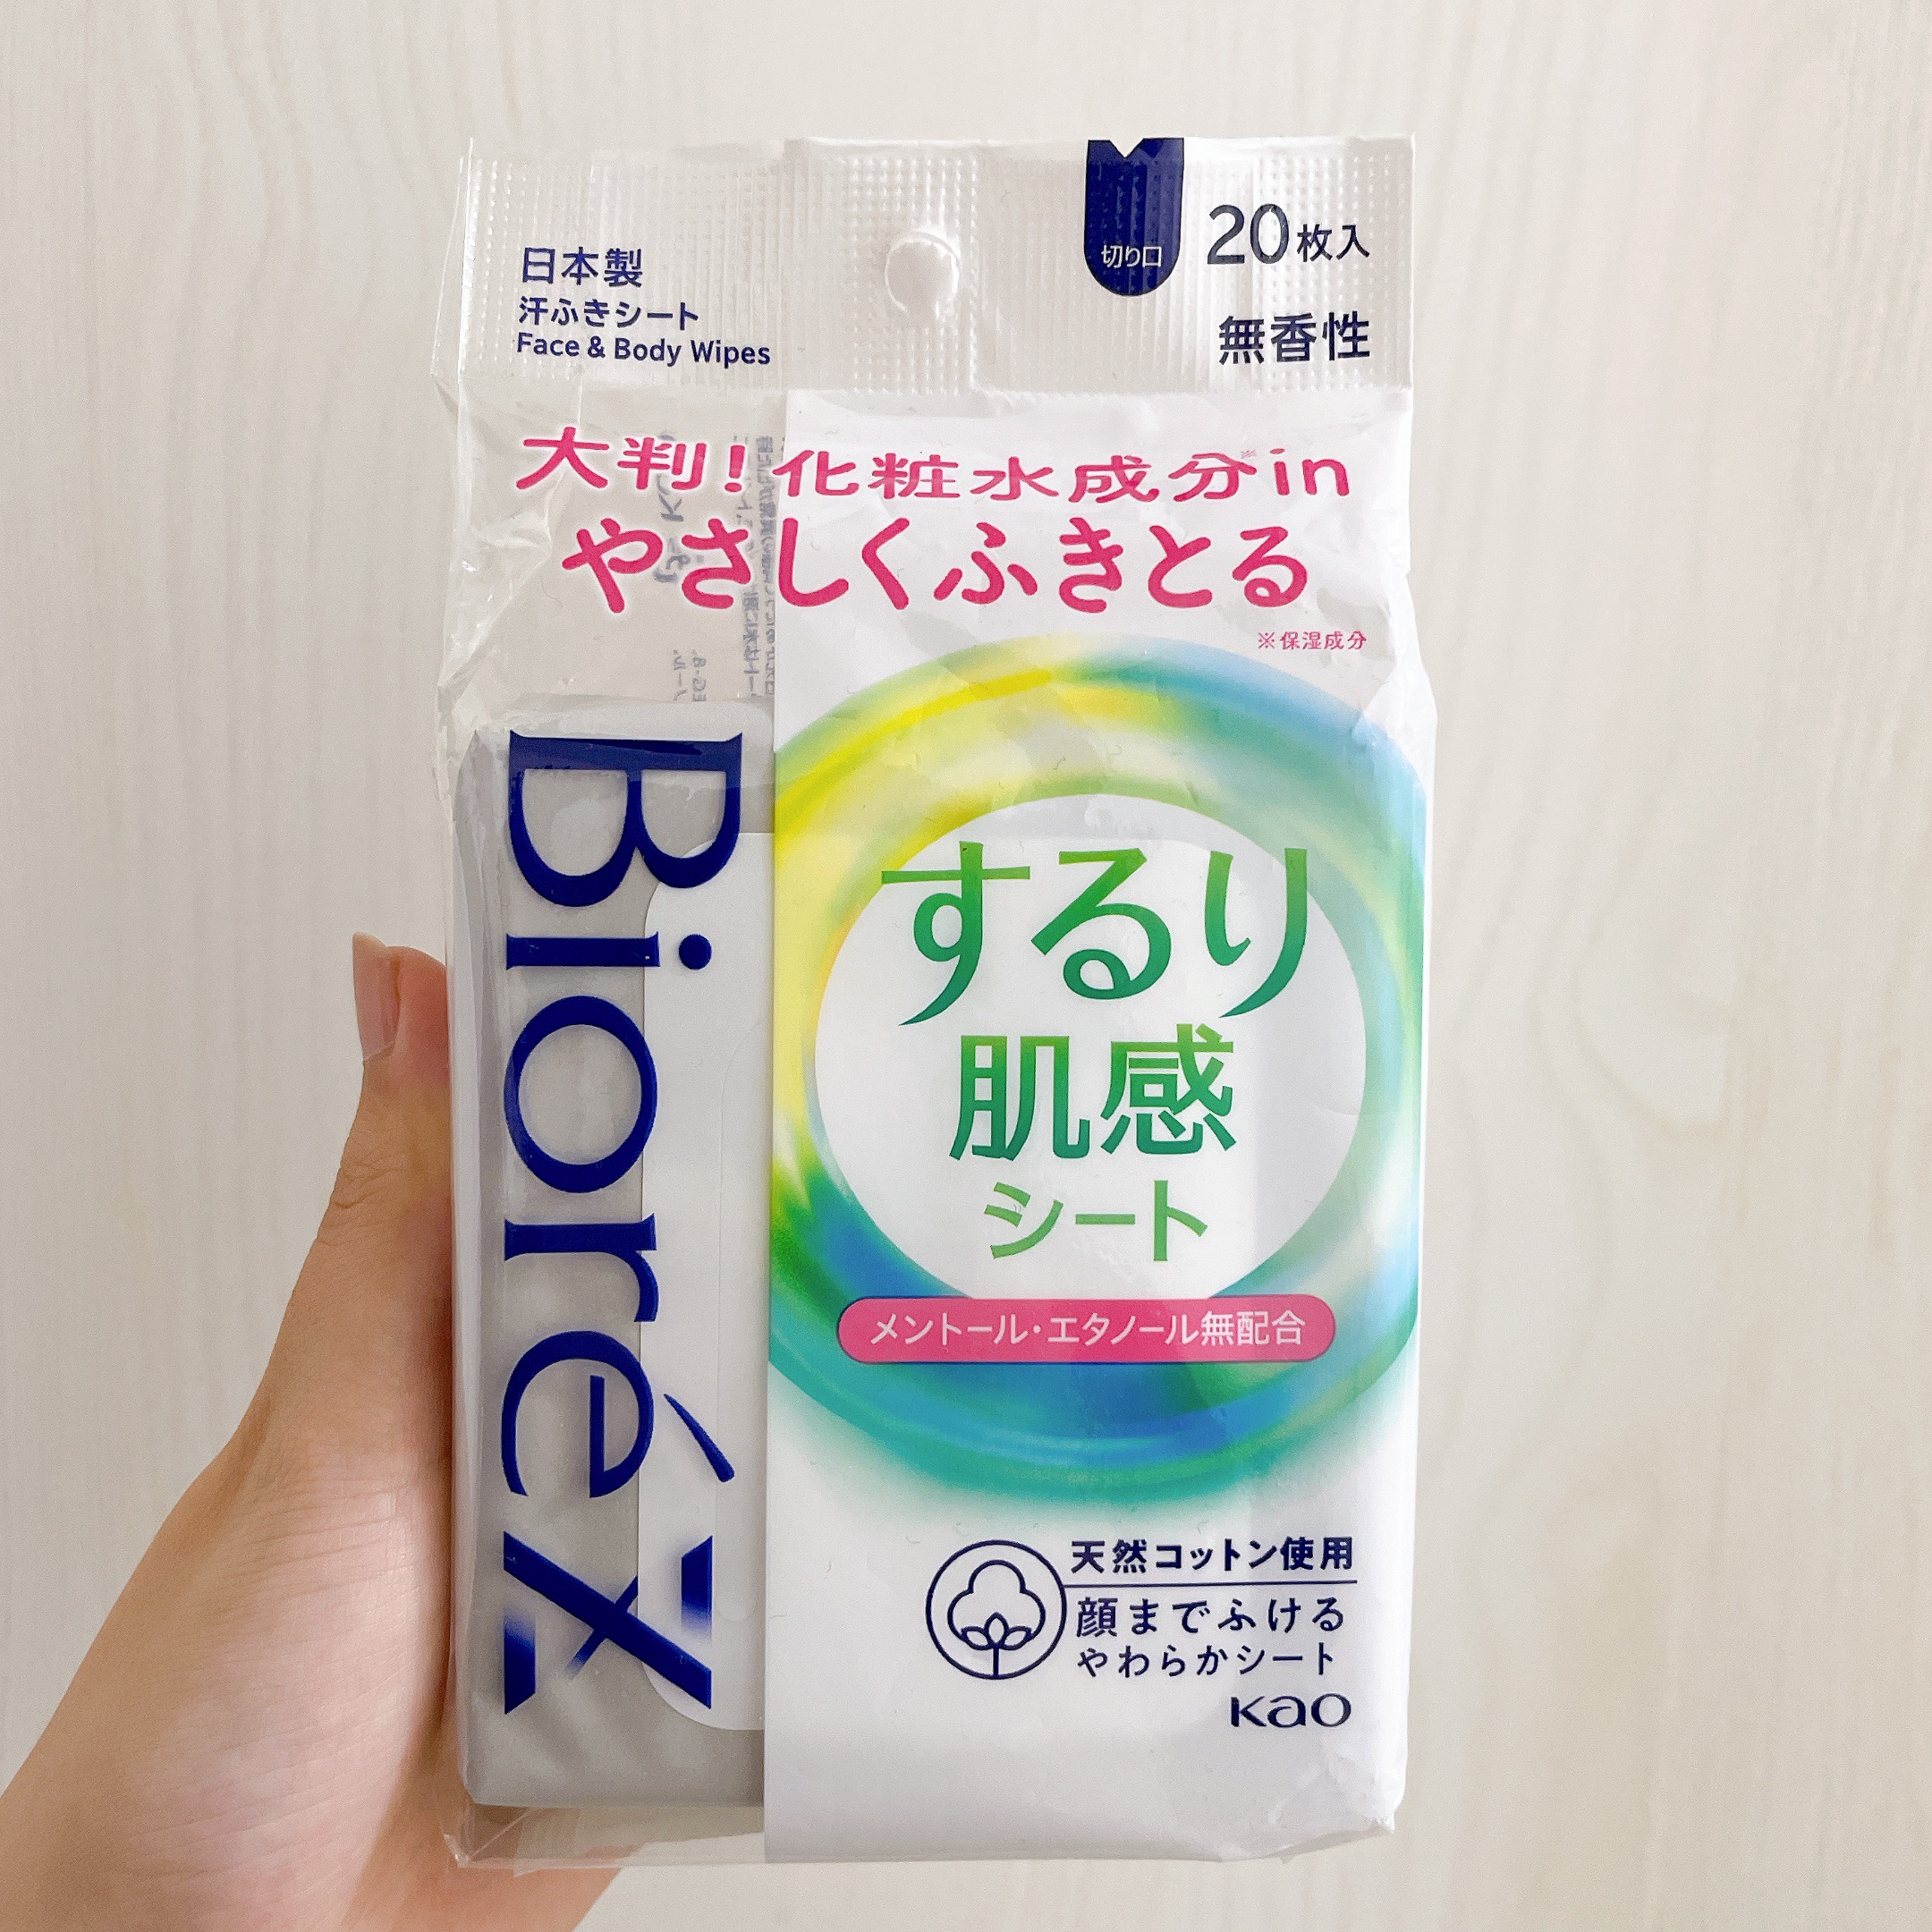 日本製
汗ふきシート
Face & Body Wipes
切り口
20枚入
無香性
大判！化粧水成分※in
やさしくふきとる
※保湿成分
BioréX
するり
肌感
シート
メントール・エタノール無配合
天然コットン使用
顔までふける
やわらかシート
Kao